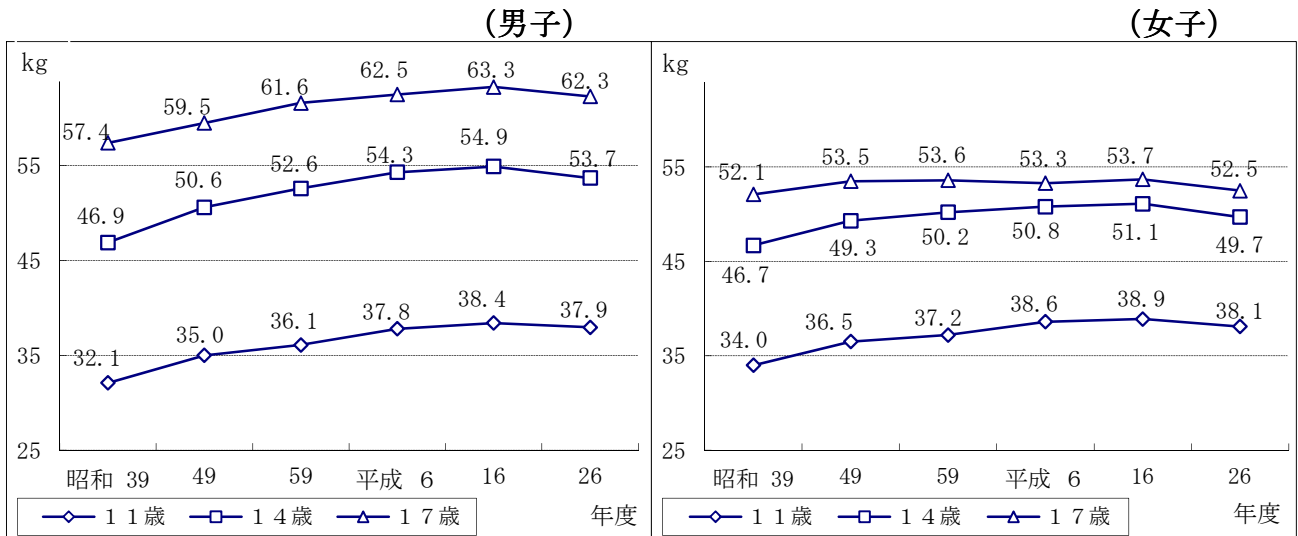 (男子)
(女子)
kg
57.4 59.5 61.6 62.5 63.3 62.3
46.9 50.6 52.6 54.3 54.9 53.7
32.1 35.0 36.1 37.8 38.4 37.9
55
45
35
25
昭和 39 49 59 平成 6 16 26
年度
11歳 14歳 17歳
kg
52.1 53.5 53.6 53.3 53.7 52.5
46.7 49.3 50.2 50.8 51.1 49.7
34.0 36.5 37.2 38.6 38.9 38.1
55
45
35
25
昭和 39 49 59 平成 6 16 26
年度
11歳 14歳 17歳